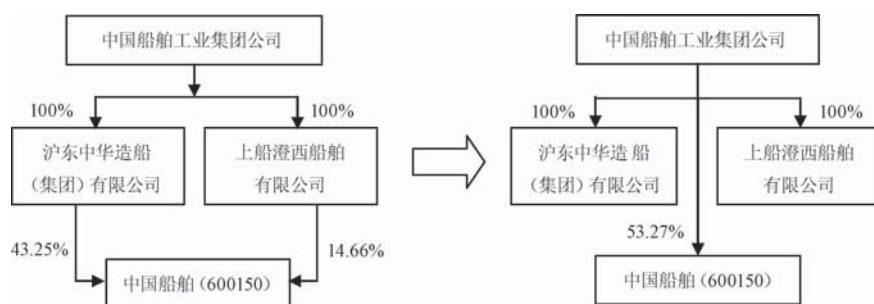 中国船舶工业集团公司
100%
100%
沪东中华造船
(集团)有限公司
上船澄西船舶
有限公司
43.25%
14.66%
中国船舶(600150)
中国船舶工业集团公司
100%
100%
沪东中华造船
(集团)有限公司
上船澄西船舶
有限公司
53.27%
中国船舶(600150)